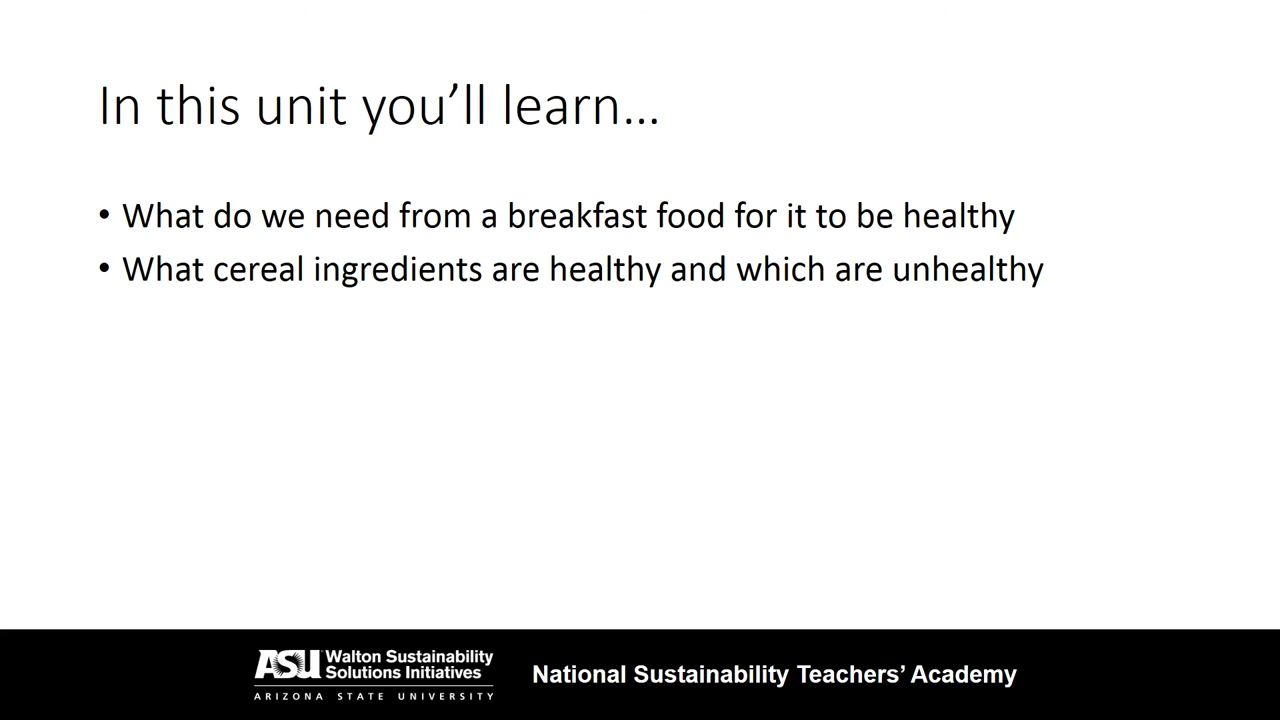 In this unit you’ll learn…
• What do we need from a breakfast food for it to be healthy
• What cereal ingredients are healthy and which are unhealthy
ASU Walton Sustainability
Solutions Initiatives
ARIZONA STATE UNIVERSITY
National Sustainability Teachers’ Academy